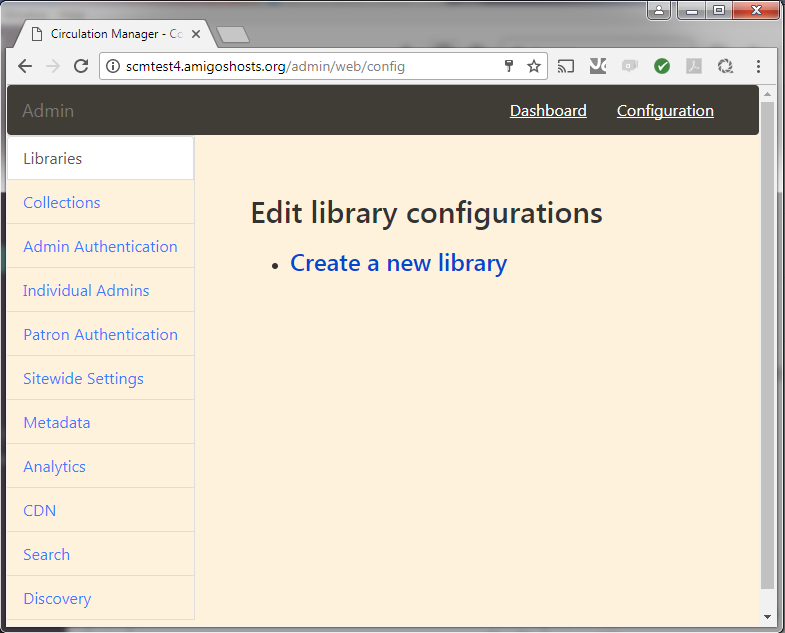 Circulation Manager - Co
scmtest4.amigoshosts.org/admin/web/config
Admin
Dashboard
Configuration
Libraries
Collections
Admin Authentication
Individual Admins
Patron Authentication
Sitewide Settings
Metadata
Analytics
CDN
Search
Discovery
Edit library configurations
• Create a new library